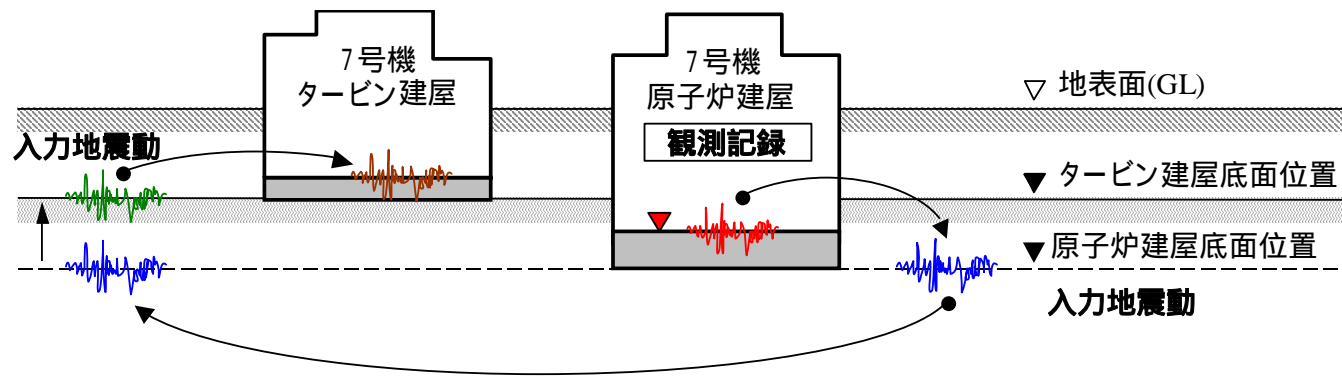 7号機
タービン建屋
7号機
原子炉建屋
観測記録
▽ 地表面(GL)
入力地震動
▼ タービン建屋底面位置
▼原子炉建屋底面位置
入力地震動